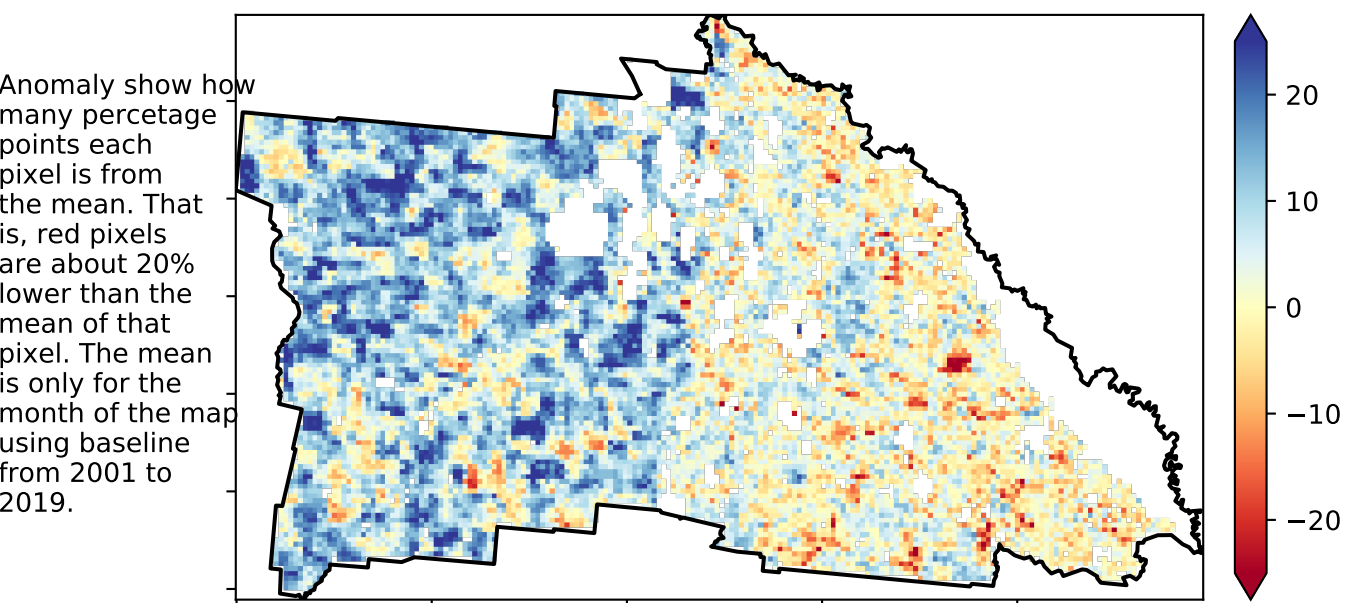 Anomaly show how
many percetage
points each
pixel is from
the mean. That
is, red pixels
are about 20%
lower than the
mean of that
pixel. The mean
is only for the
month of the map
using baseline
from 2001 to
2019.
20
10
0
−10
−20